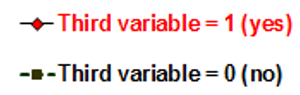 Third variable = 1 (yes)
Third variable = 0 (no)